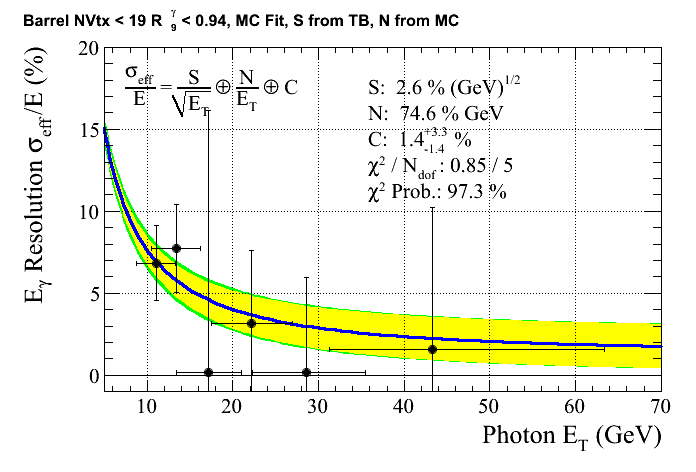 Barrel NVtx < 19 R γ 9 < 0.94, MC Fit, S from TB, N from MC
σeff/E = S/√ET ⊕ N/ET ⊕ C
S: 2.6 % (GeV)1/2
N: 74.6 % GeV
C: 1.4 +3.3 -1.4 %
χ2 / Ndof : 0.85 / 5
χ2 Prob.: 97.3 %
Eγ Resolution σeff/E (%)
20
15
10
5
0
10 20 30 40 50 60 70
Photon ET (GeV)